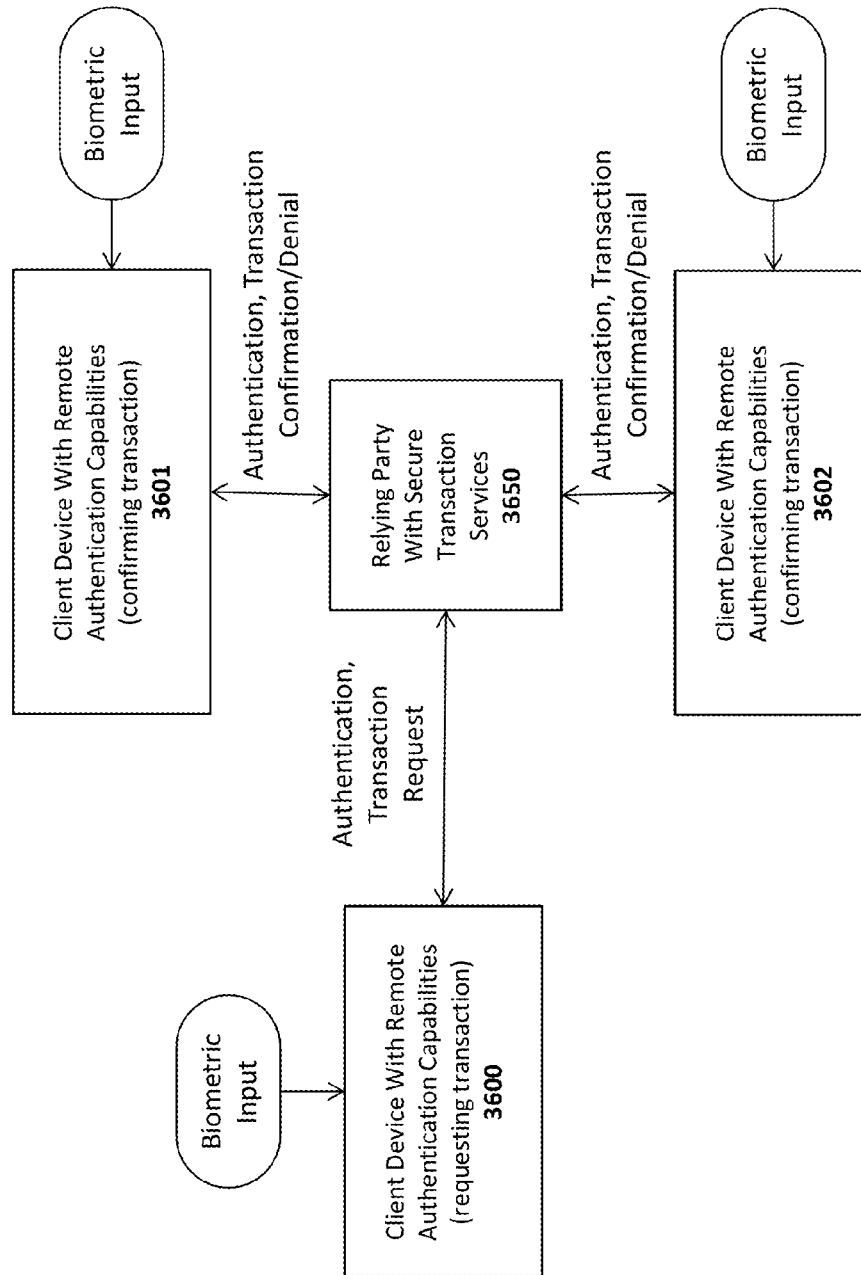 Client Device With Remote
Authentication Capabilities
(confirming transaction)
3601
Biometric
Input
Biometric
Input
Authentication, Transaction
Confirmation/Denial
Client Device With Remote
Authentication Capabilities
(requesting transaction)
3600
Authentication,
Transaction
Request
Relying Party
With Secure
Transaction
Services
3650
Authentication, Transaction
Confirmation/Denial
Client Device With Remote
Authentication Capabilities
(confirming transaction)
3602
Biometric
Input